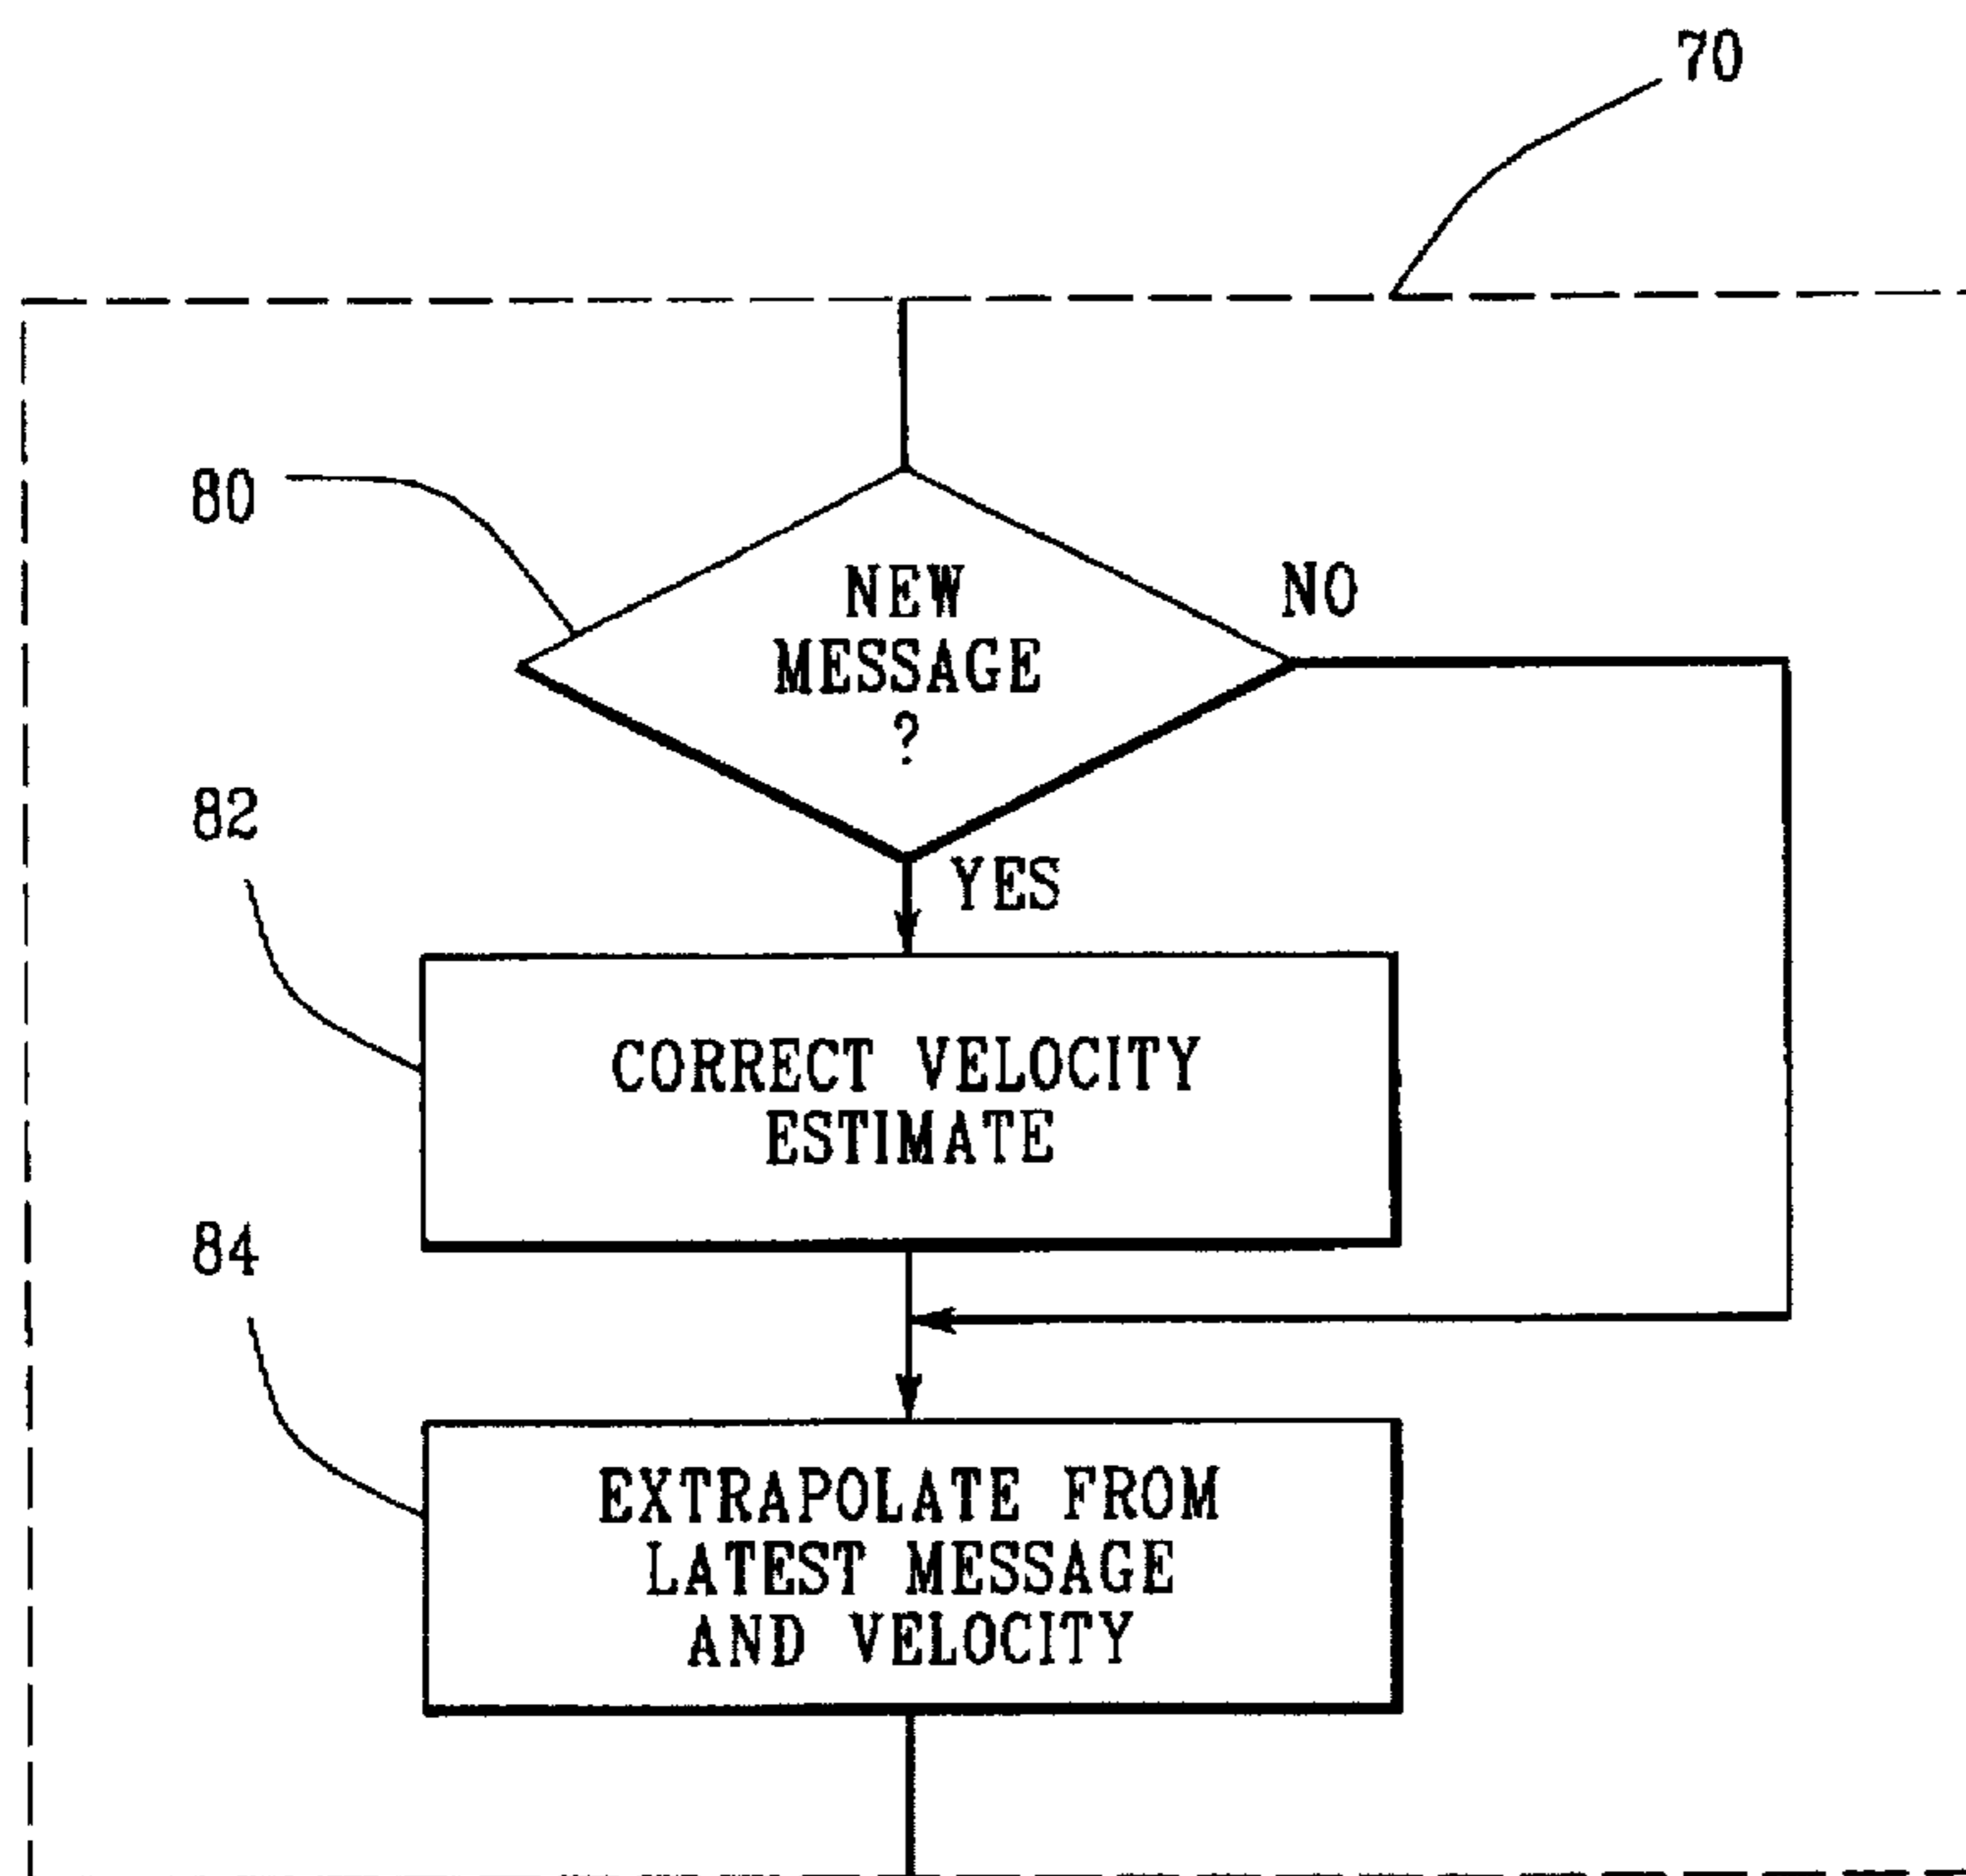 70
80
NEW
MESSAGE
?
NO
82
YES
CORRECT VELOCITY
ESTIMATE
84
EXTRAPOLATE FROM
LATEST MESSAGE
AND VELOCITY